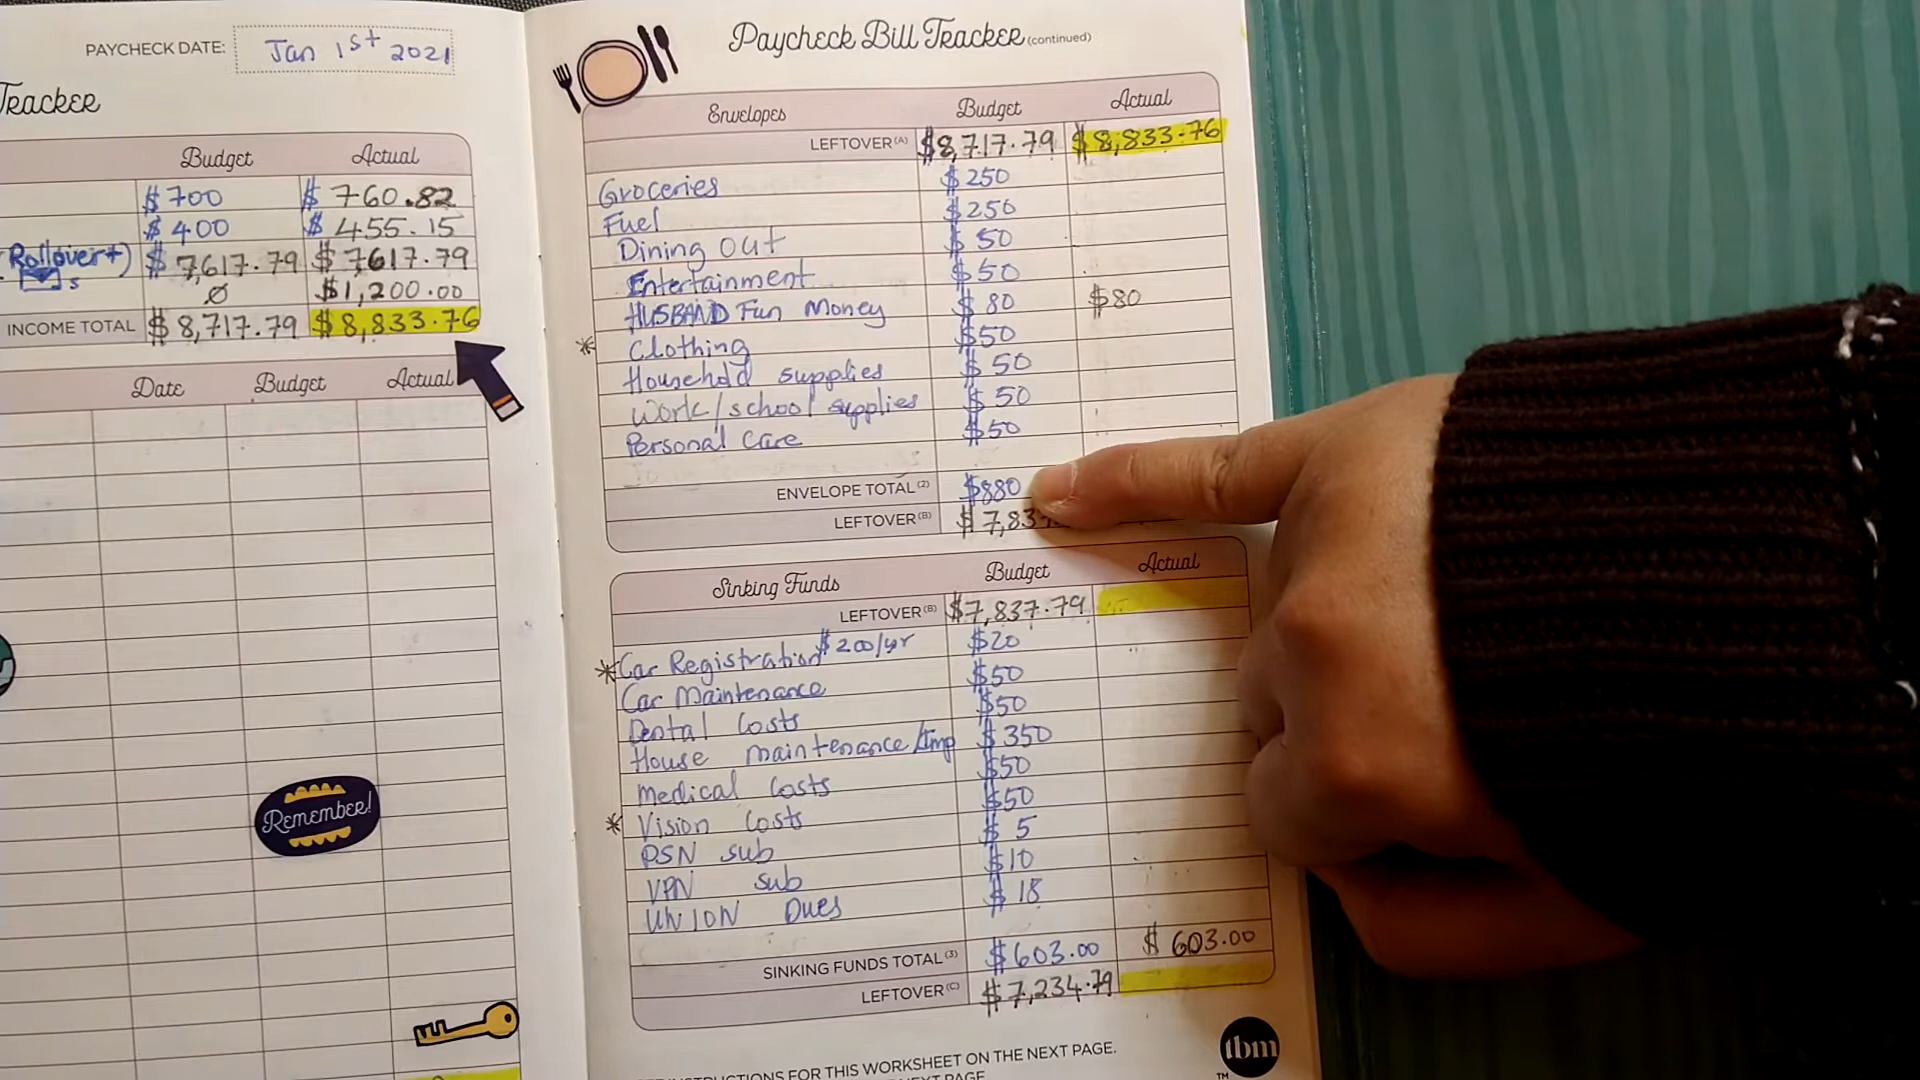 PAYCHECK DATE: Jan 1st 2021
Tracker
Budget Actual
$700 $760.82
$400 $455.15
Rollover+) $7,617.79 $7617.79
s Ø $1,200.00
INCOME TOTAL $8,717.79 $8,833.76
Date Budget Actual
Remember!
Paycheck Bill Tracker (continued)
Envelopes Budget Actual
LEFTOVER (A) $8,717.79 $8,833.76
Groceries $250
Fuel $250
Dining out $50
Entertainment $50
HUSBAND Fun Money $80 $80
* Clothing $50
Household supplies $50
Work/school supplies $50
Personal Care $50
ENVELOPE TOTAL (2) $880
LEFTOVER (B) $7,83
Sinking Funds Budget Actual
LEFTOVER (B) $7,837.79
* Car Registration $200/yr $20
Car Maintenance $50
Dental Costs $50
House maintenance/Imp $350
Medical Costs $50
* Vision Costs $50
PSN sub $5
VPN sub $10
UNION Dues $18
SINKING FUNDS TOTAL (3) $603.00 $603.00
LEFTOVER (C) $7,234.79
INSTRUCTIONS FOR THIS WORKSHEET ON THE NEXT PAGE.
NEXT PAGE
tbm
TM